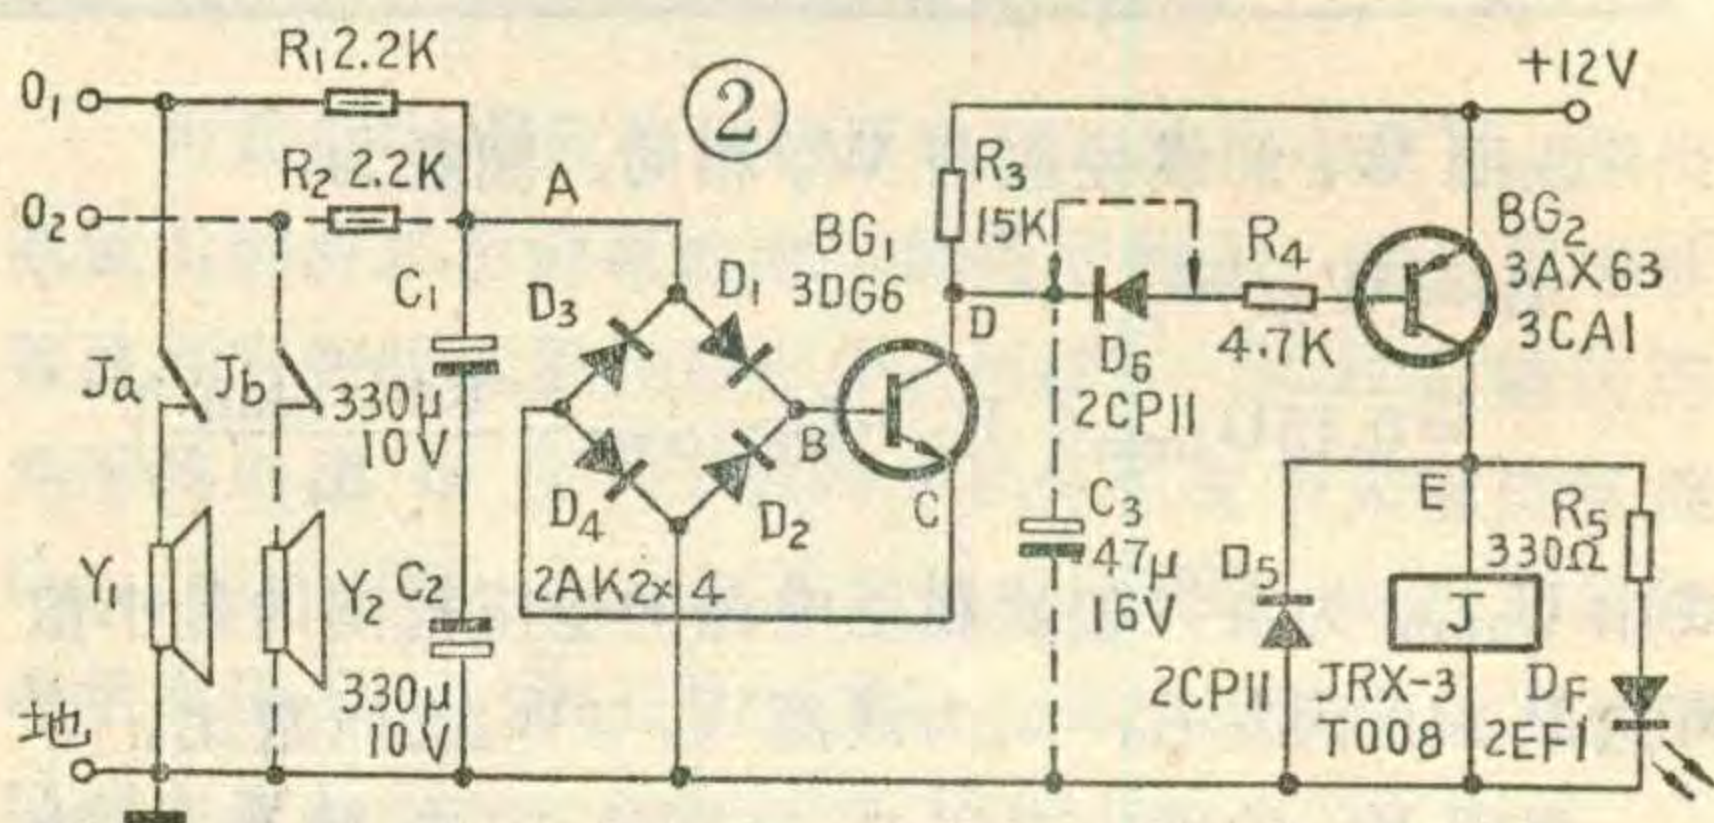 ②
+12V
O₁
R₁ 2.2K
O₂
R₂ 2.2K
A
C₁
330μ
10V
Ja
Jb
Y₁
Y₂
C₂
330μ
10V
地
D₃
D₁
D₄
D₂
2AK2×4
B
BG₁
3DG6
C
R₃
15K
D
D₆
2CP11
R₄
4.7K
BG₂
3AX63
3CA1
C₃
47μ
16V
D₅
2CP11
E
J
JRX-3
T008
R₅
330Ω
D_F
2EF1